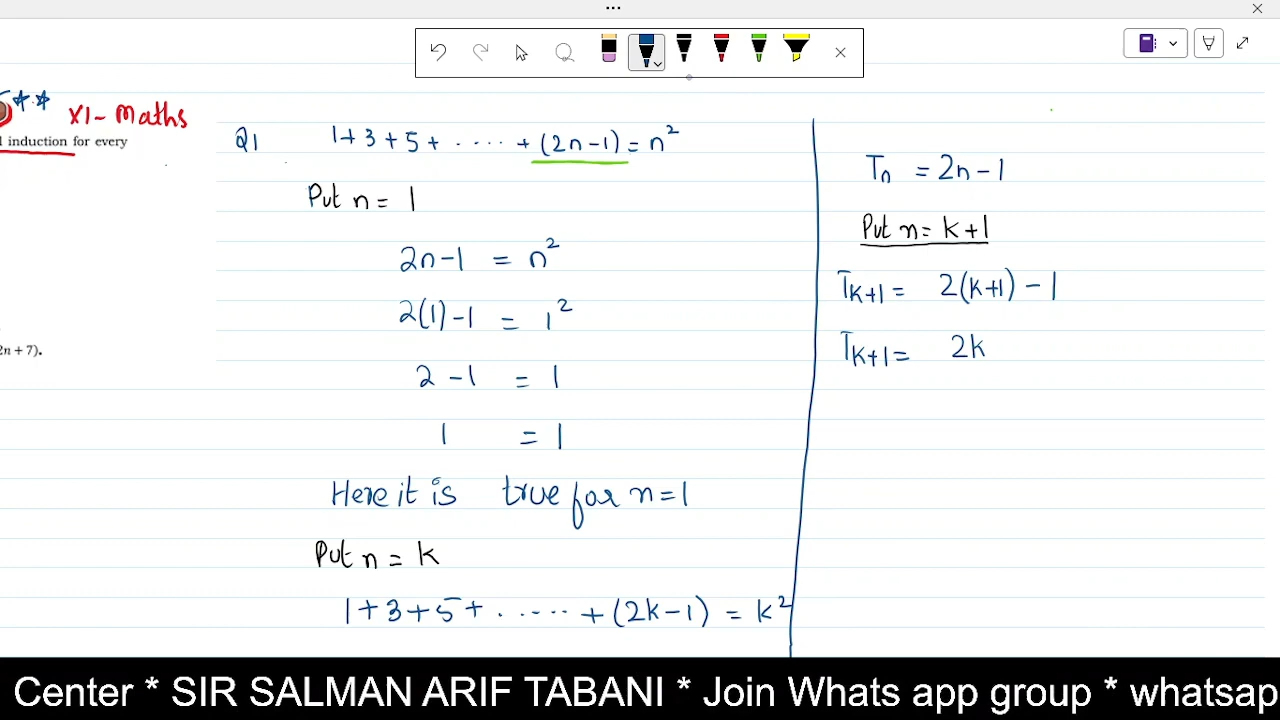 XI- Maths
l induction for every
2n + 7).
Q1 1+3+5+ ..... +(2n-1)=n²
Put n = 1
2n-1 = n²
2(1)-1 = 1²
2-1 = 1
1 = 1
Here it is true for n=1
Put n = k
1+3+5+ ...... +(2k-1) = k²
Tn = 2n-1
Put n= k+1
Tk+1 = 2(k+1)-1
Tk+1 = 2k
Center * SIR SALMAN ARIF TABANI * Join Whats app group * whatsap